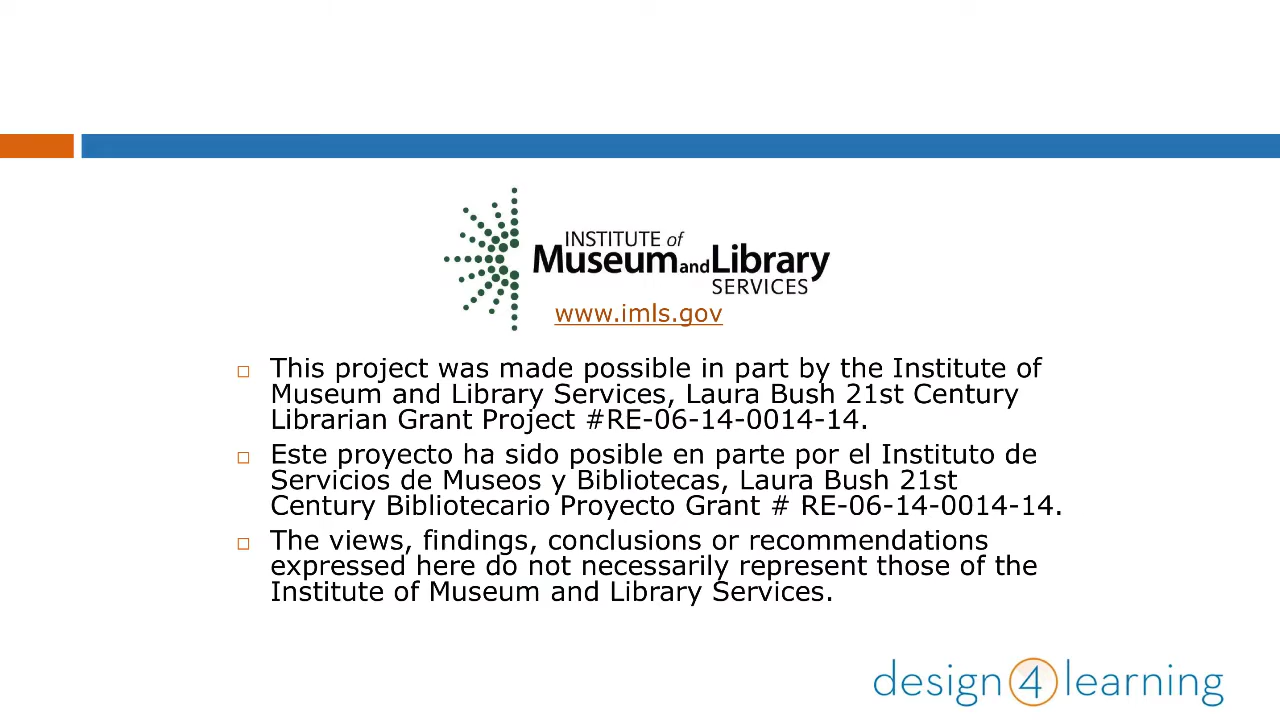 INSTITUTE of
Museum and Library
SERVICES
www.imls.gov
This project was made possible in part by the Institute of
Museum and Library Services, Laura Bush 21st Century
Librarian Grant Project #RE-06-14-0014-14.
Este proyecto ha sido posible en parte por el Instituto de
Servicios de Museos y Bibliotecas, Laura Bush 21st
Century Bibliotecario Proyecto Grant # RE-06-14-0014-14.
The views, findings, conclusions or recommendations
expressed here do not necessarily represent those of the
Institute of Museum and Library Services.
design 4 learning